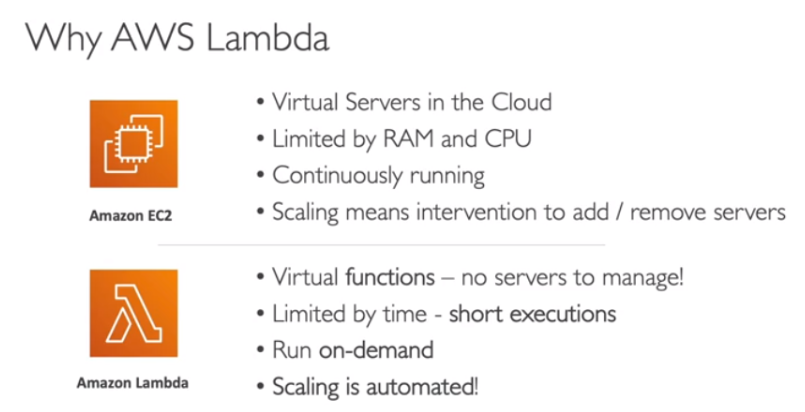 Why AWS Lambda
• Virtual Servers in the Cloud
• Limited by RAM and CPU
• Continuously running
• Scaling means intervention to add / remove servers
Amazon EC2
• Virtual functions – no servers to manage!
• Limited by time - short executions
• Run on-demand
• Scaling is automated!
Amazon Lambda